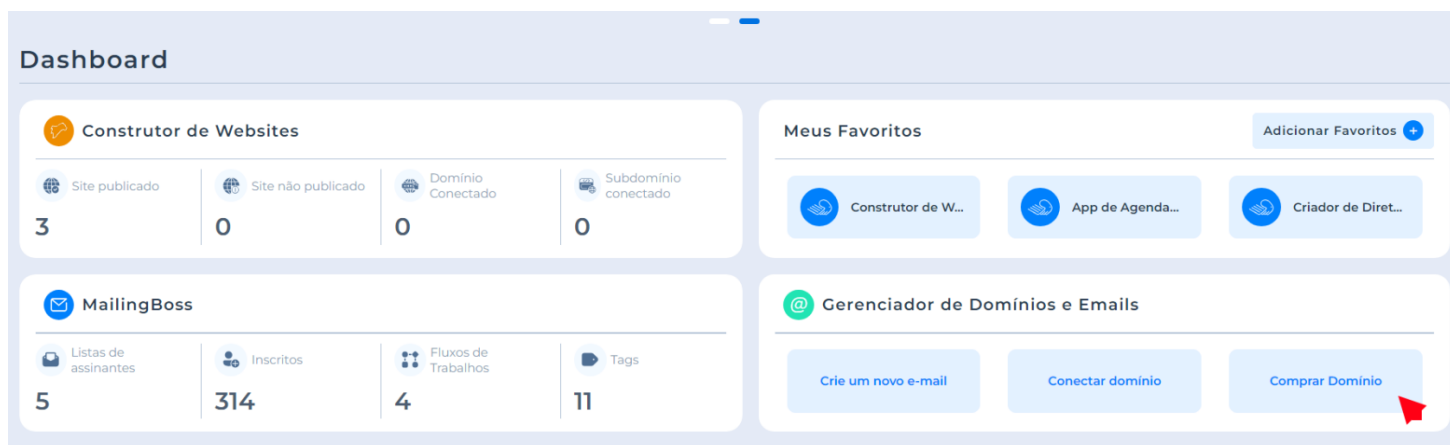 Dashboard
Construtor de Websites
Site publicado
3
Site não publicado
0
Domínio
Conectado
0
Subdomínio
conectado
0
Meus Favoritos
Adicionar Favoritos
Construtor de W...
App de Agenda...
Criador de Diret...
MailingBoss
Listas de
assinantes
5
Inscritos
314
Fluxos de
Trabalhos
4
Tags
11
@ Gerenciador de Domínios e Emails
Crie um novo e-mail
Conectar domínio
Comprar Domínio